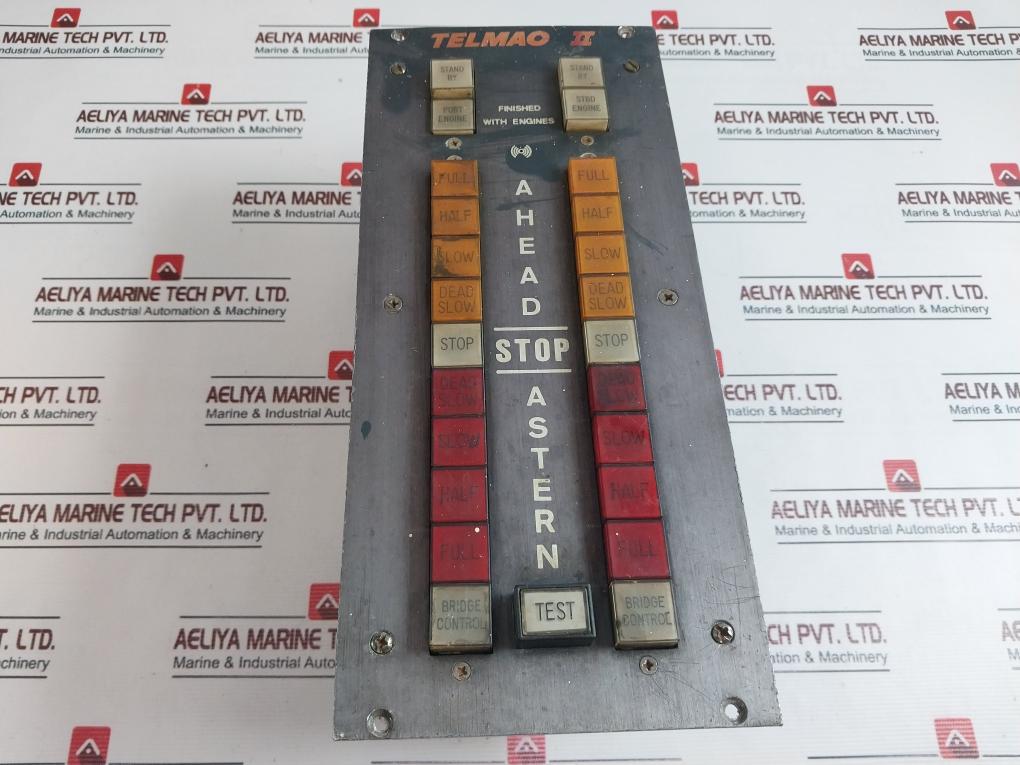 TELMAO II
STAND BY
STAND BY
PORT ENGINE
FINISHED WITH ENGINES
STBD ENGINE
FULL
FULL
HALF
HALF
SLOW
SLOW
DEAD SLOW
DEAD SLOW
AHEAD
STOP
STOP
STOP
ASTERN
DEAD SLOW
DEAD SLOW
SLOW
SLOW
HALF
HALF
FULL
FULL
BRIDGE CONTROL
TEST
BRIDGE CONTROL
AELIYA MARINE TECH PVT. LTD.
Marine & Industrial Automation & Machinery